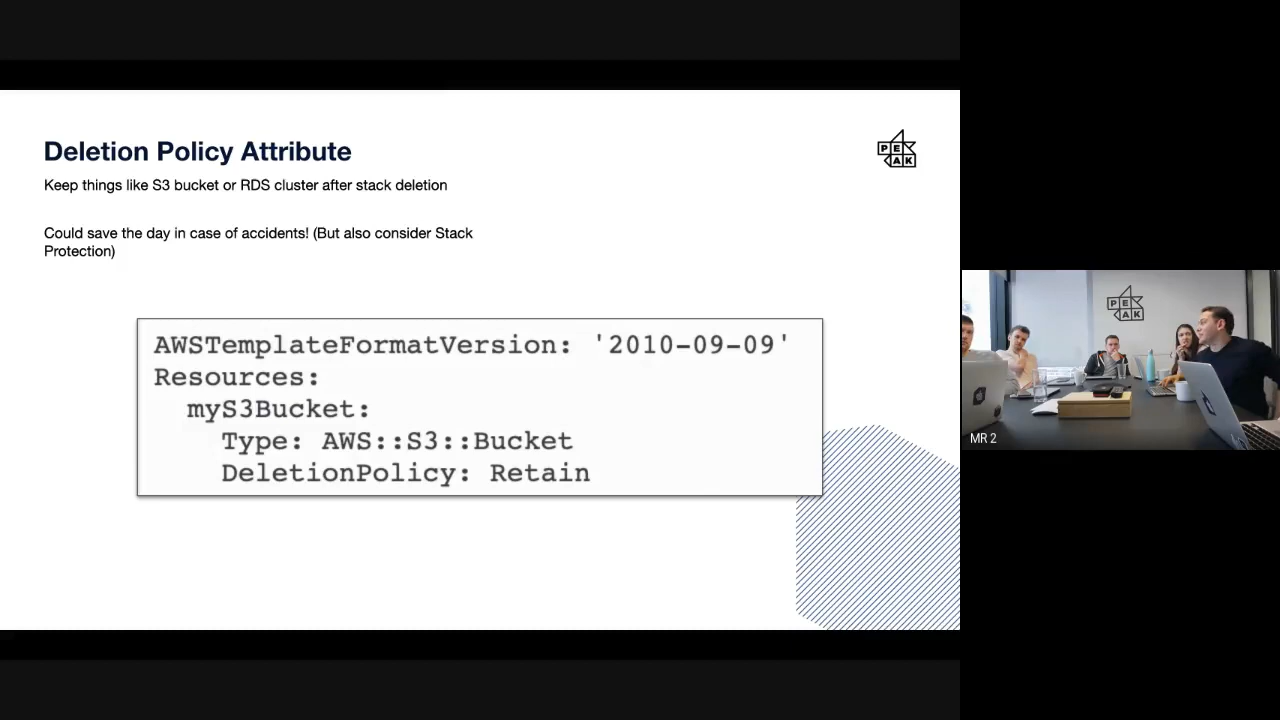 Deletion Policy Attribute
PEAK
Keep things like S3 bucket or RDS cluster after stack deletion
Could save the day in case of accidents! (But also consider Stack
Protection)
AWSTemplateFormatVersion: '2010-09-09'
Resources:
myS3Bucket:
Type: AWS::S3::Bucket
DeletionPolicy: Retain
PEAK
MR 2